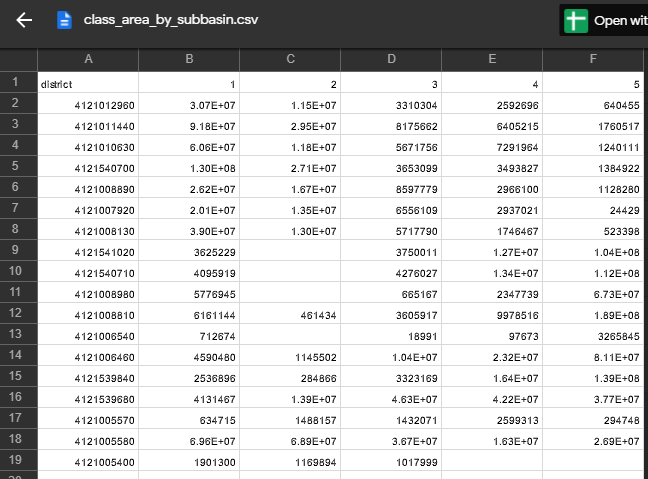 class_area_by_subbasin.csv Open wit
A B C D E F
1 district 1 2 3 4 5
2 4121012960 3.07E+07 1.15E+07 3310304 2592696 640455
3 4121011440 9.18E+07 2.95E+07 8175662 6405215 1760517
4 4121010630 6.06E+07 1.18E+07 5671756 7291964 1240111
5 4121540700 1.30E+08 2.71E+07 3653099 3493827 1384922
6 4121008890 2.62E+07 1.67E+07 8597779 2966100 1128280
7 4121007920 2.01E+07 1.35E+07 6556109 2937021 24429
8 4121008130 3.90E+07 1.30E+07 5717790 1746467 523398
9 4121541020 3625229 3750011 1.27E+07 1.04E+08
10 4121540710 4095919 4276027 1.34E+07 1.12E+08
11 4121008980 5776945 665167 2347739 6.73E+07
12 4121008810 6161144 461434 3605917 9978516 1.89E+08
13 4121006540 712674 18991 97673 3265845
14 4121006460 4590480 1145502 1.04E+07 2.32E+07 8.11E+07
15 4121539840 2536896 284866 3323169 1.64E+07 1.39E+08
16 4121539680 4131467 1.39E+07 4.63E+07 4.22E+07 3.77E+07
17 4121005570 634715 1488157 1432071 2599313 294748
18 4121005580 6.96E+07 6.89E+07 3.67E+07 1.63E+07 2.69E+07
19 4121005400 1901300 1169894 1017999